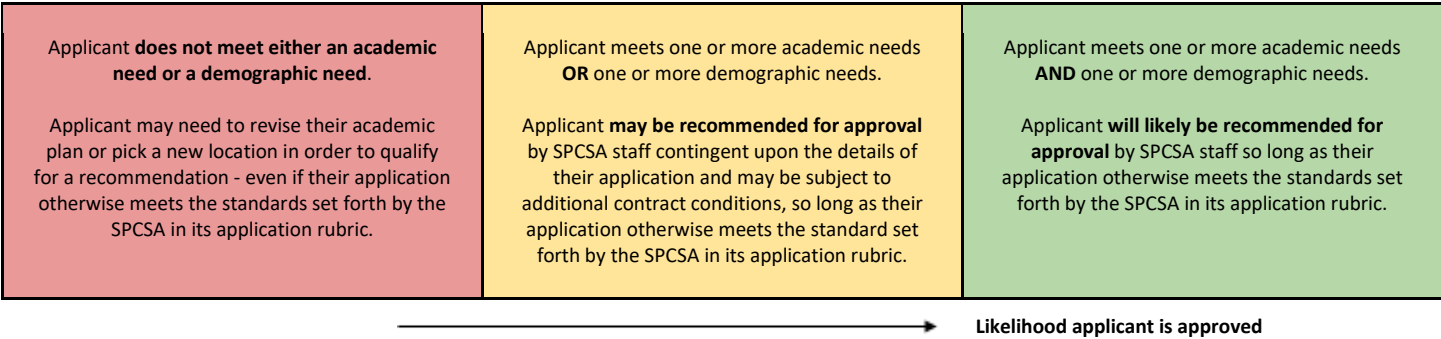 Applicant does not meet either an academic
need or a demographic need.
Applicant may need to revise their academic
plan or pick a new location in order to qualify
for a recommendation - even if their application
otherwise meets the standards set forth by the
SPCSA in its application rubric.
Applicant meets one or more academic needs
OR one or more demographic needs.
Applicant may be recommended for approval
by SPCSA staff contingent upon the details of
their application and may be subject to
additional contract conditions, so long as their
application otherwise meets the standard set
forth by the SPCSA in its application rubric.
Applicant meets one or more academic needs
AND one or more demographic needs.
Applicant will likely be recommended for
approval by SPCSA staff so long as their
application otherwise meets the standards set
forth by the SPCSA in its application rubric.
Likelihood applicant is approved